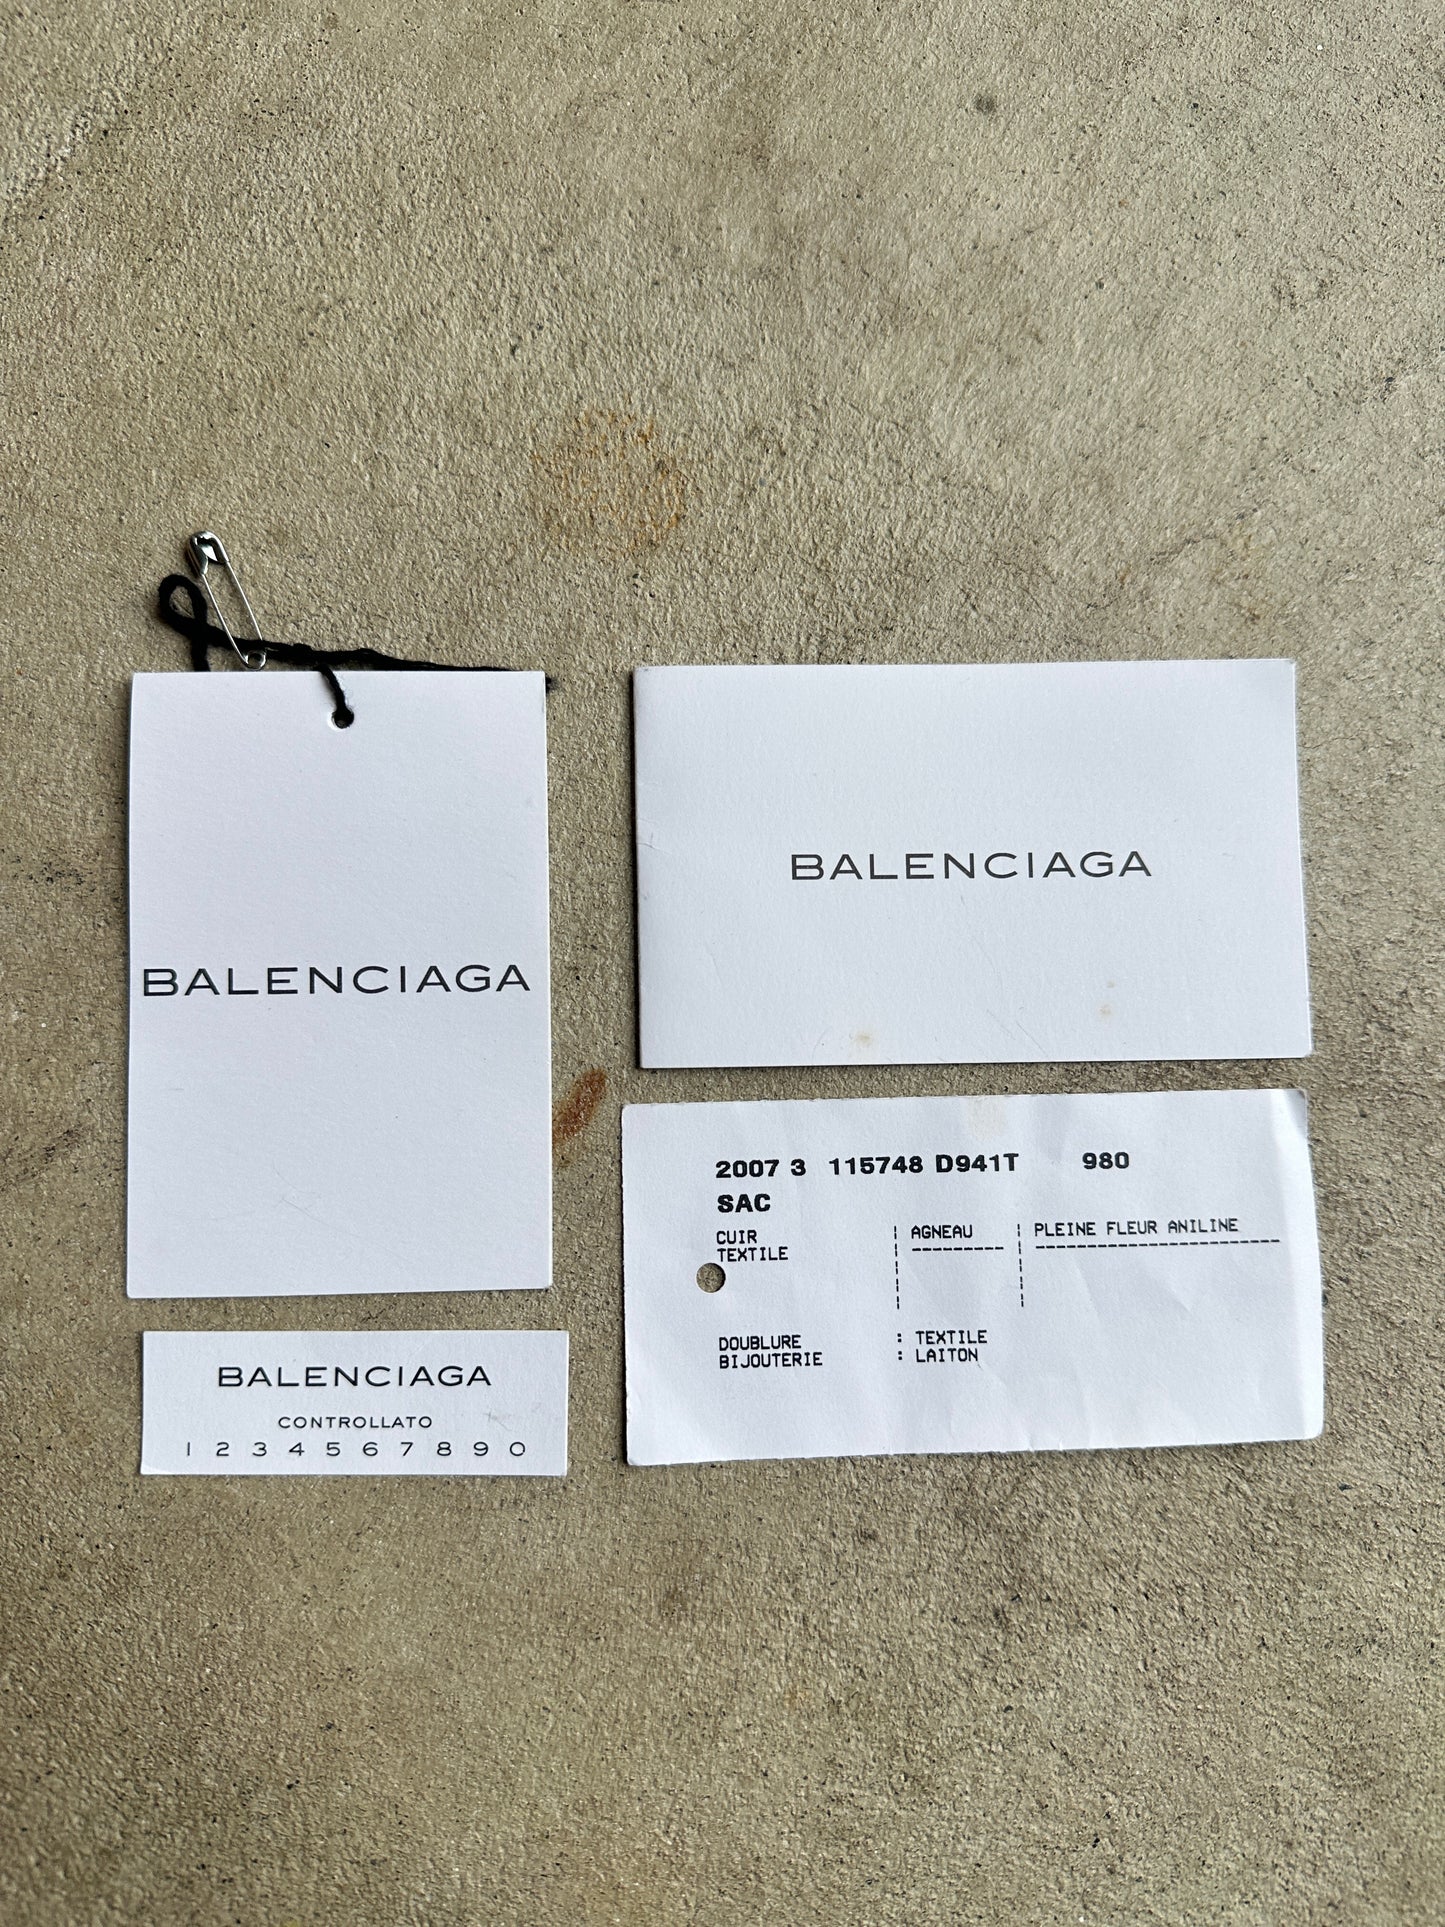 BALENCIAGA
BALENCIAGA
CONTROLLATO
1 2 3 4 5 6 7 8 9 0
BALENCIAGA
2007 3 115748 D941T 980
SAC
CUIR AGNEAU PLEINE FLEUR ANILINE
TEXTILE
DOUBLURE : TEXTILE
BIJOUTERIE : LAITON